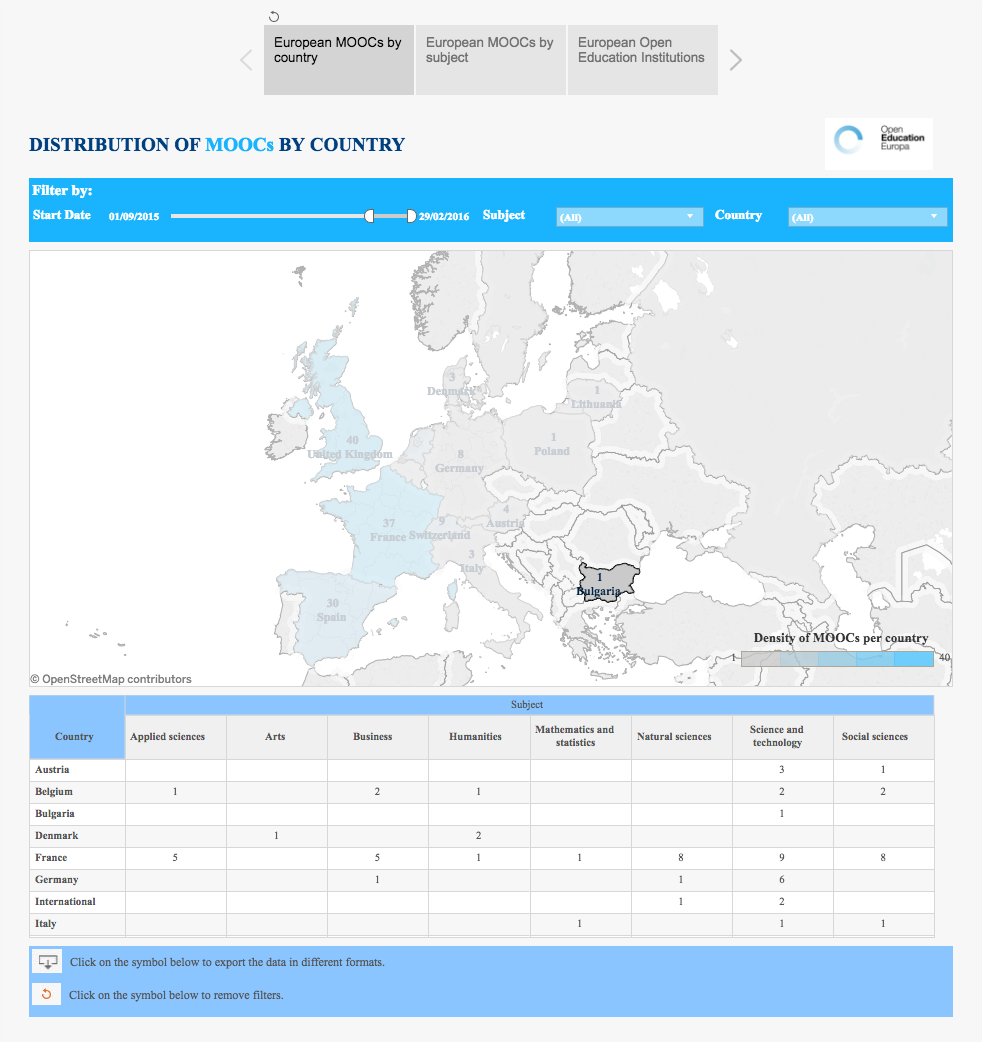 European MOOCs by
country
European MOOCs by
subject
European Open
Education Institutions
DISTRIBUTION OF MOOCs BY COUNTRY
Open
Education
Europa
Filter by:
Start Date 01/09/2015 29/02/2016 Subject (All) Country (All)
3
Denmark
1
Lithuania
40
United Kingdom
1
Poland
8
Germany
4
Austria
37
France
9
Switzerland
3
Italy
1
Bulgaria
30
Spain
Density of MOOCs per country
1 40
© OpenStreetMap contributors
Subject
Country Applied sciences Arts Business Humanities Mathematics and statistics Natural sciences Science and technology Social sciences
Austria 3 1
Belgium 1 2 1 2 2
Bulgaria 1
Denmark 1 2
France 5 5 1 1 8 9 8
Germany 1 1 6
International 1 2
Italy 1 1 1
Click on the symbol below to export the data in different formats.
Click on the symbol below to remove filters.